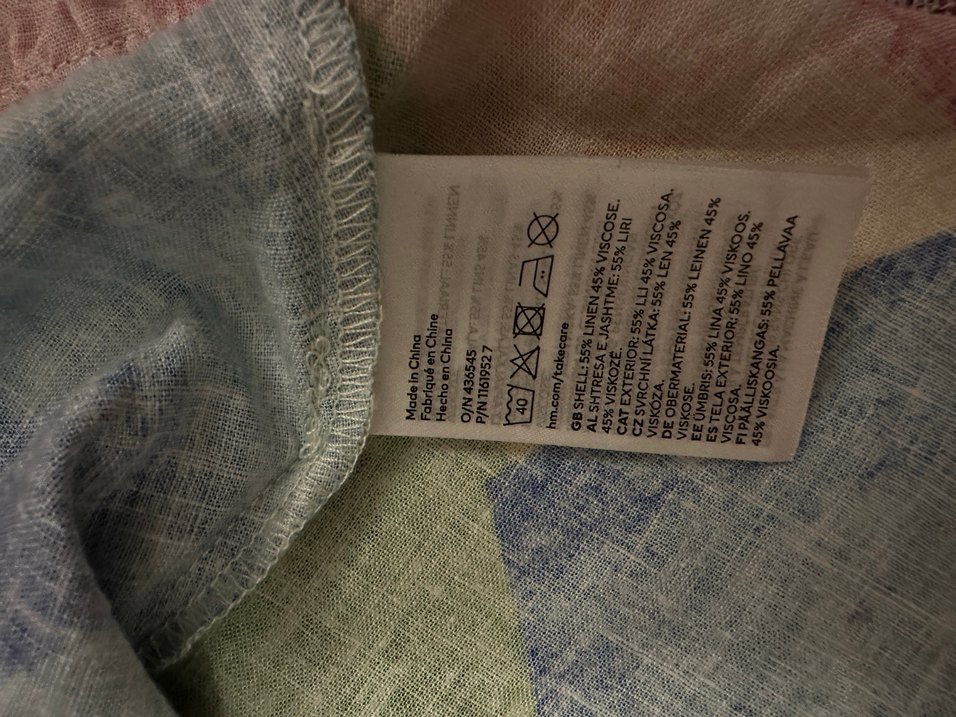 Made in China
Fabriqué en Chine
Hecho en China
O/N 436545
P/N 1161952 7
40
hm.com/takecare
GB SHELL: 55% LINEN 45% VISCOSE.
AL SHTRESA E JASHTME: 55% LIRI
45% VISKOZË.
CAT EXTERIOR: 55% LLI 45% VISCOSA.
CZ SVRCHNÍ LÁTKA: 55% LEN 45%
VISKÓZA.
DE OBERMATERIAL: 55% LEINEN 45%
VISKOSE.
EE ÜMBRIS: 55% LINA 45% VISKOOS.
ES TELA EXTERIOR: 55% LINO 45%
VISCOSA.
FI PÄÄLLISKANGAS: 55% PELLAVAA
45% VISKOOSIA.